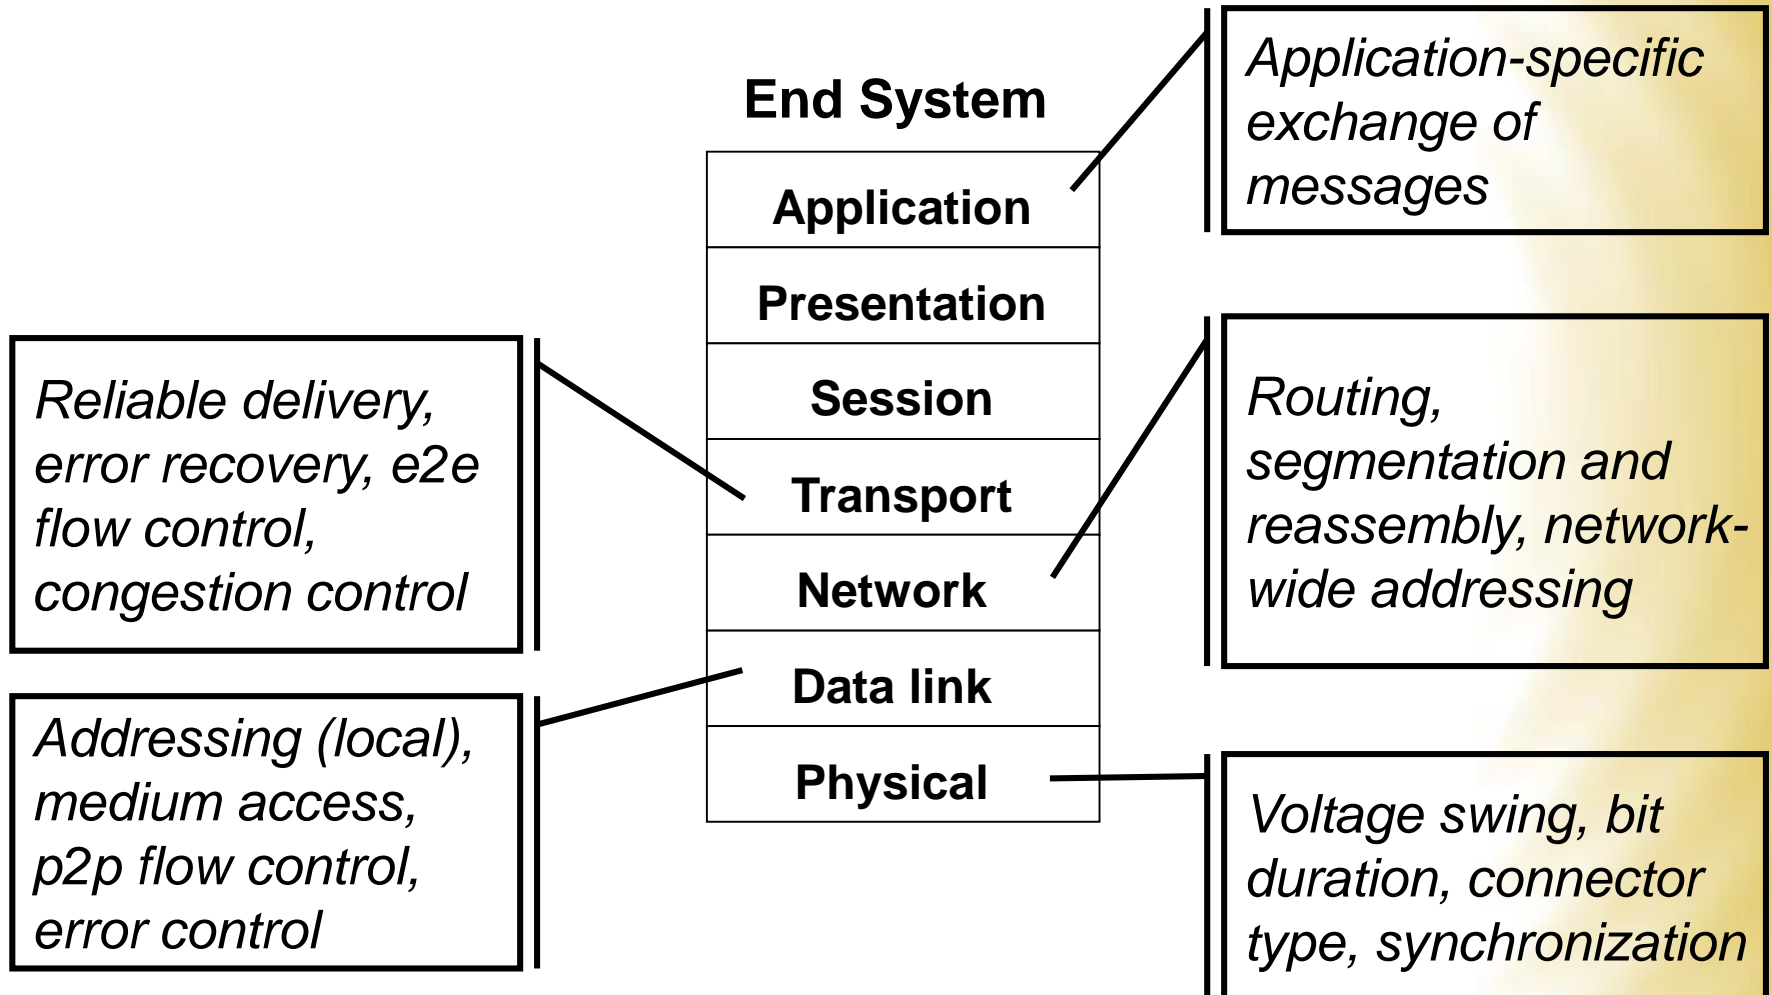 End System
Application
Presentation
Session
Transport
Network
Data link
Physical
Application-specific
exchange of
messages
Reliable delivery,
error recovery, e2e
flow control,
congestion control
Routing,
segmentation and
reassembly, network-
wide addressing
Addressing (local),
medium access,
p2p flow control,
error control
Voltage swing, bit
duration, connector
type, synchronization